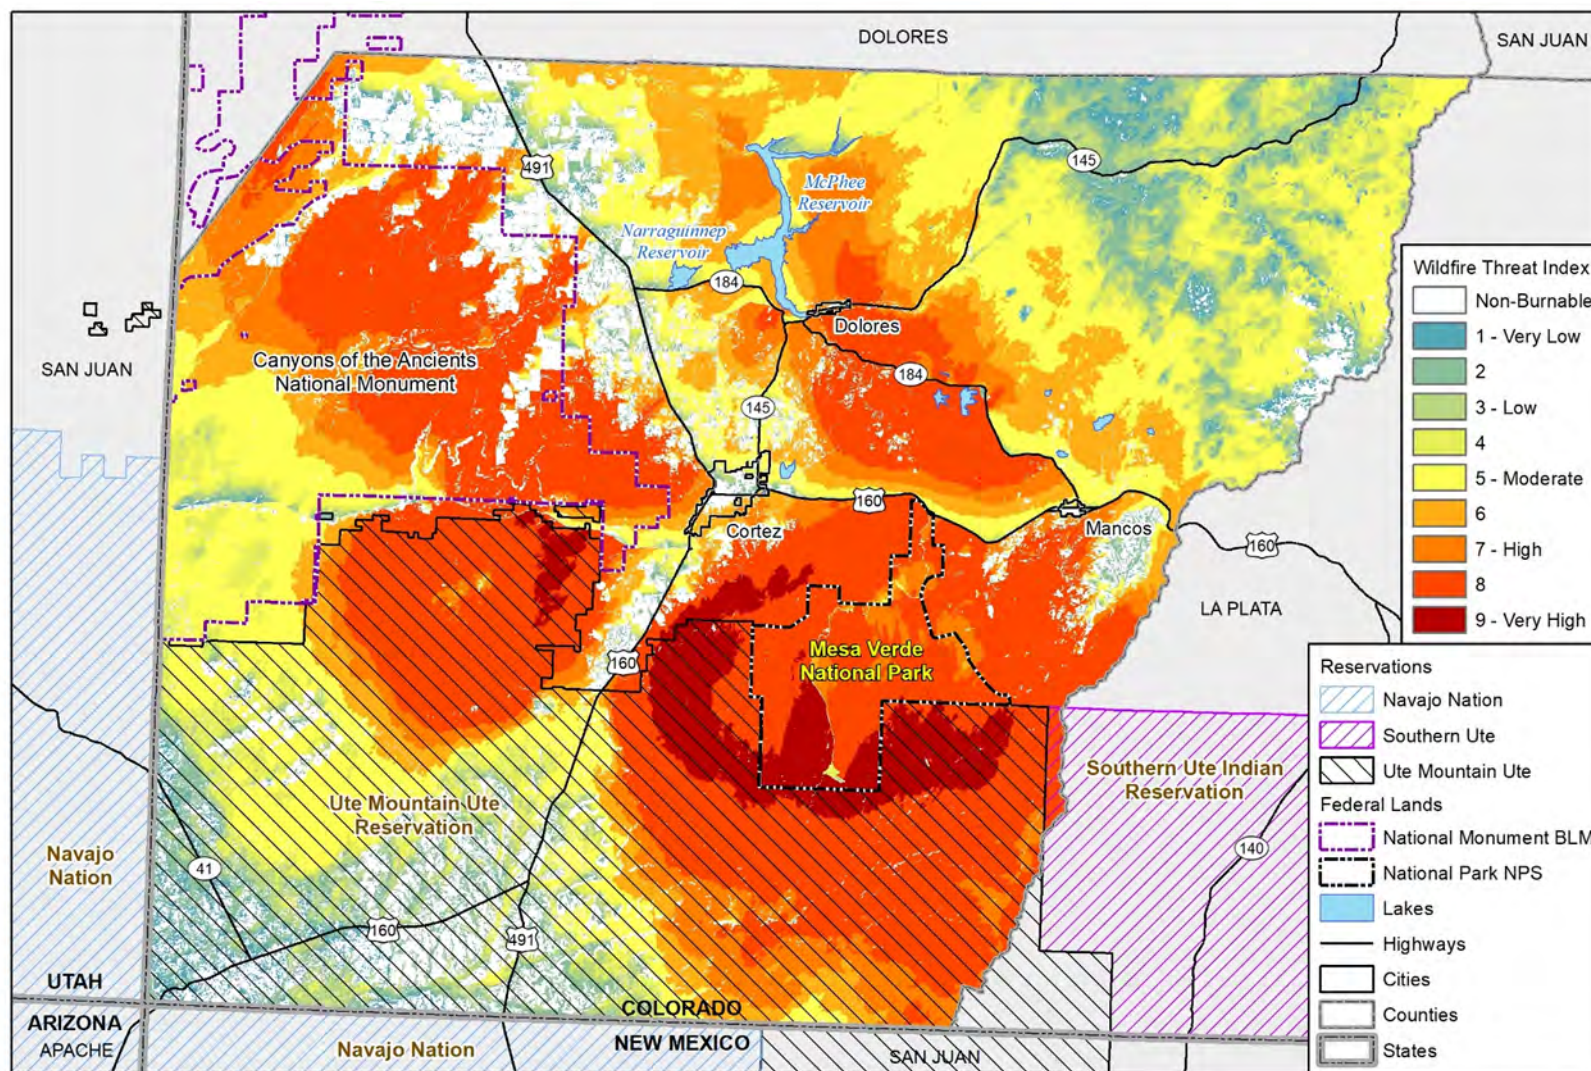 DOLORES
SAN JUAN
491
145
McPhee
Reservoir
Narraguinnep
Reservoir
184
Dolores
SAN JUAN
Canyons of the Ancients
National Monument
184
145
160
Cortez
Mancos
160
LA PLATA
160
Mesa Verde
National Park
Southern Ute Indian
Reservation
Ute Mountain Ute
Reservation
Navajo
Nation
41
140
160
491
UTAH
COLORADO
ARIZONA
APACHE
Navajo Nation
NEW MEXICO
SAN JUAN
Wildfire Threat Index
Non-Burnable
1 - Very Low
2
3 - Low
4
5 - Moderate
6
7 - High
8
9 - Very High
Reservations
Navajo Nation
Southern Ute
Ute Mountain Ute
Federal Lands
National Monument BLM
National Park NPS
Lakes
Highways
Cities
Counties
States